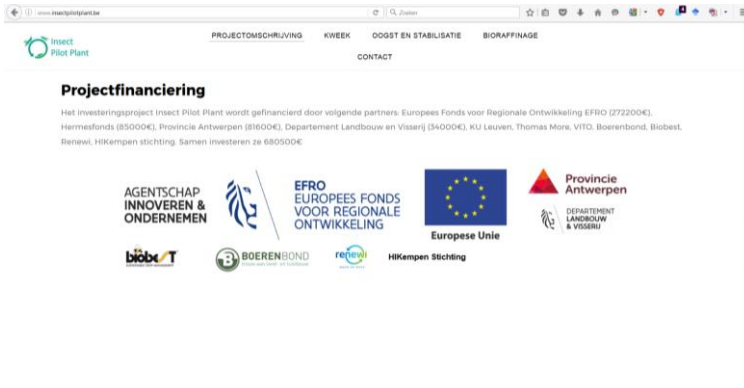 www.insectpilotplant.be
Zoeken
Insect
Pilot Plant
PROJECTOMSCHRIJVING KWEEK OOGST EN STABILISATIE BIORAFFINAGE
CONTACT
Projectfinanciering
Het investeringsproject Insect Pilot Plant wordt gefinancierd door volgende partners: Europees Fonds voor Regionale Ontwikkeling EFRO (272200€),
Hermesfonds (85000€), Provincie Antwerpen (81600€), Departement Landbouw en Visserij (34000€), KU Leuven, Thomas More, VITO, Boerenbond, Biobest,
Renewi, HIKempen stichting. Samen investeren ze 680500€
AGENTSCHAP
INNOVEREN &
ONDERNEMEN
EFRO
EUROPEES FONDS
VOOR REGIONALE
ONTWIKKELING
Europese Unie
Provincie
Antwerpen
DEPARTEMENT
LANDBOUW
& VISSERIJ
biobest
BOERENBOND
renewi
HIKempen Stichting